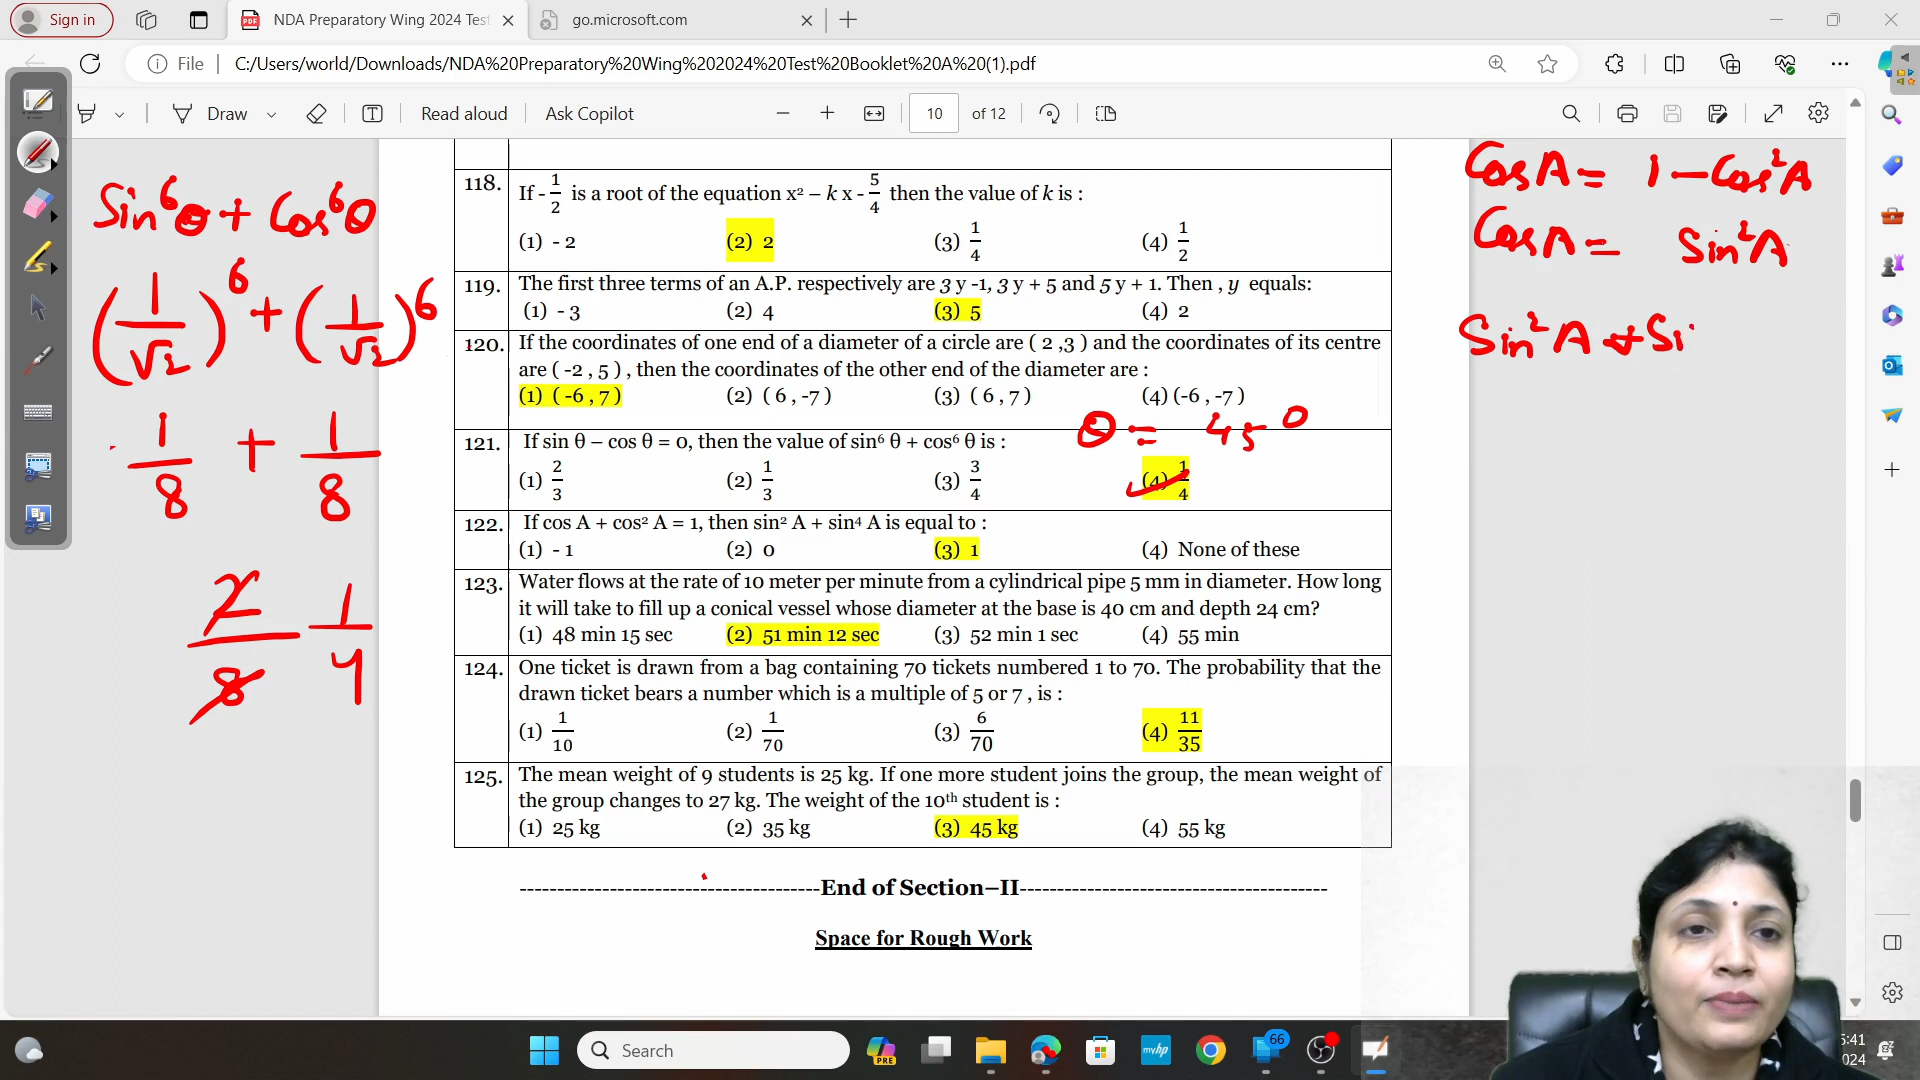 Sign in
NDA Preparatory Wing 2024 Test
go.microsoft.com
File
C:/Users/world/Downloads/NDA%20Preparatory%20Wing%202024%20Test%20Booklet%20A%20(1).pdf
Draw
Read aloud
Ask Copilot
10 of 12
118. If - 1/2 is a root of the equation x² – k x - 5/4 then the value of k is :
(1) - 2 (2) 2 (3) 1/4 (4) 1/2
119. The first three terms of an A.P. respectively are 3 y -1, 3 y + 5 and 5 y + 1. Then , y equals:
(1) - 3 (2) 4 (3) 5 (4) 2
120. If the coordinates of one end of a diameter of a circle are ( 2 ,3 ) and the coordinates of its centre
are ( -2 , 5 ) , then the coordinates of the other end of the diameter are :
(1) ( -6 , 7 ) (2) ( 6 , -7 ) (3) ( 6 , 7 ) (4) (-6 , -7 )
121. If sin θ – cos θ = 0, then the value of sin⁶ θ + cos⁶ θ is :
θ = 45⁰
(1) 2/3 (2) 1/3 (3) 3/4 (4) 1/4
122. If cos A + cos² A = 1, then sin² A + sin⁴ A is equal to :
(1) - 1 (2) 0 (3) 1 (4) None of these
123. Water flows at the rate of 10 meter per minute from a cylindrical pipe 5 mm in diameter. How long
it will take to fill up a conical vessel whose diameter at the base is 40 cm and depth 24 cm?
(1) 48 min 15 sec (2) 51 min 12 sec (3) 52 min 1 sec (4) 55 min
124. One ticket is drawn from a bag containing 70 tickets numbered 1 to 70. The probability that the
drawn ticket bears a number which is a multiple of 5 or 7 , is :
(1) 1/10 (2) 1/70 (3) 6/70 (4) 11/35
125. The mean weight of 9 students is 25 kg. If one more student joins the group, the mean weight of
the group changes to 27 kg. The weight of the 10th student is :
(1) 25 kg (2) 35 kg (3) 45 kg (4) 55 kg
----------------------------------------End of Section–II-------------------------------------------
Space for Rough Work
Sin⁶θ + Cos⁶θ
(1/√2)⁶ + (1/√2)⁶
1/8 + 1/8
2/8 1/4
CosA = 1 – Cos²A
CosA = Sin²A
Sin²A + Si
Search
PRE
myhp
66
5:41
024